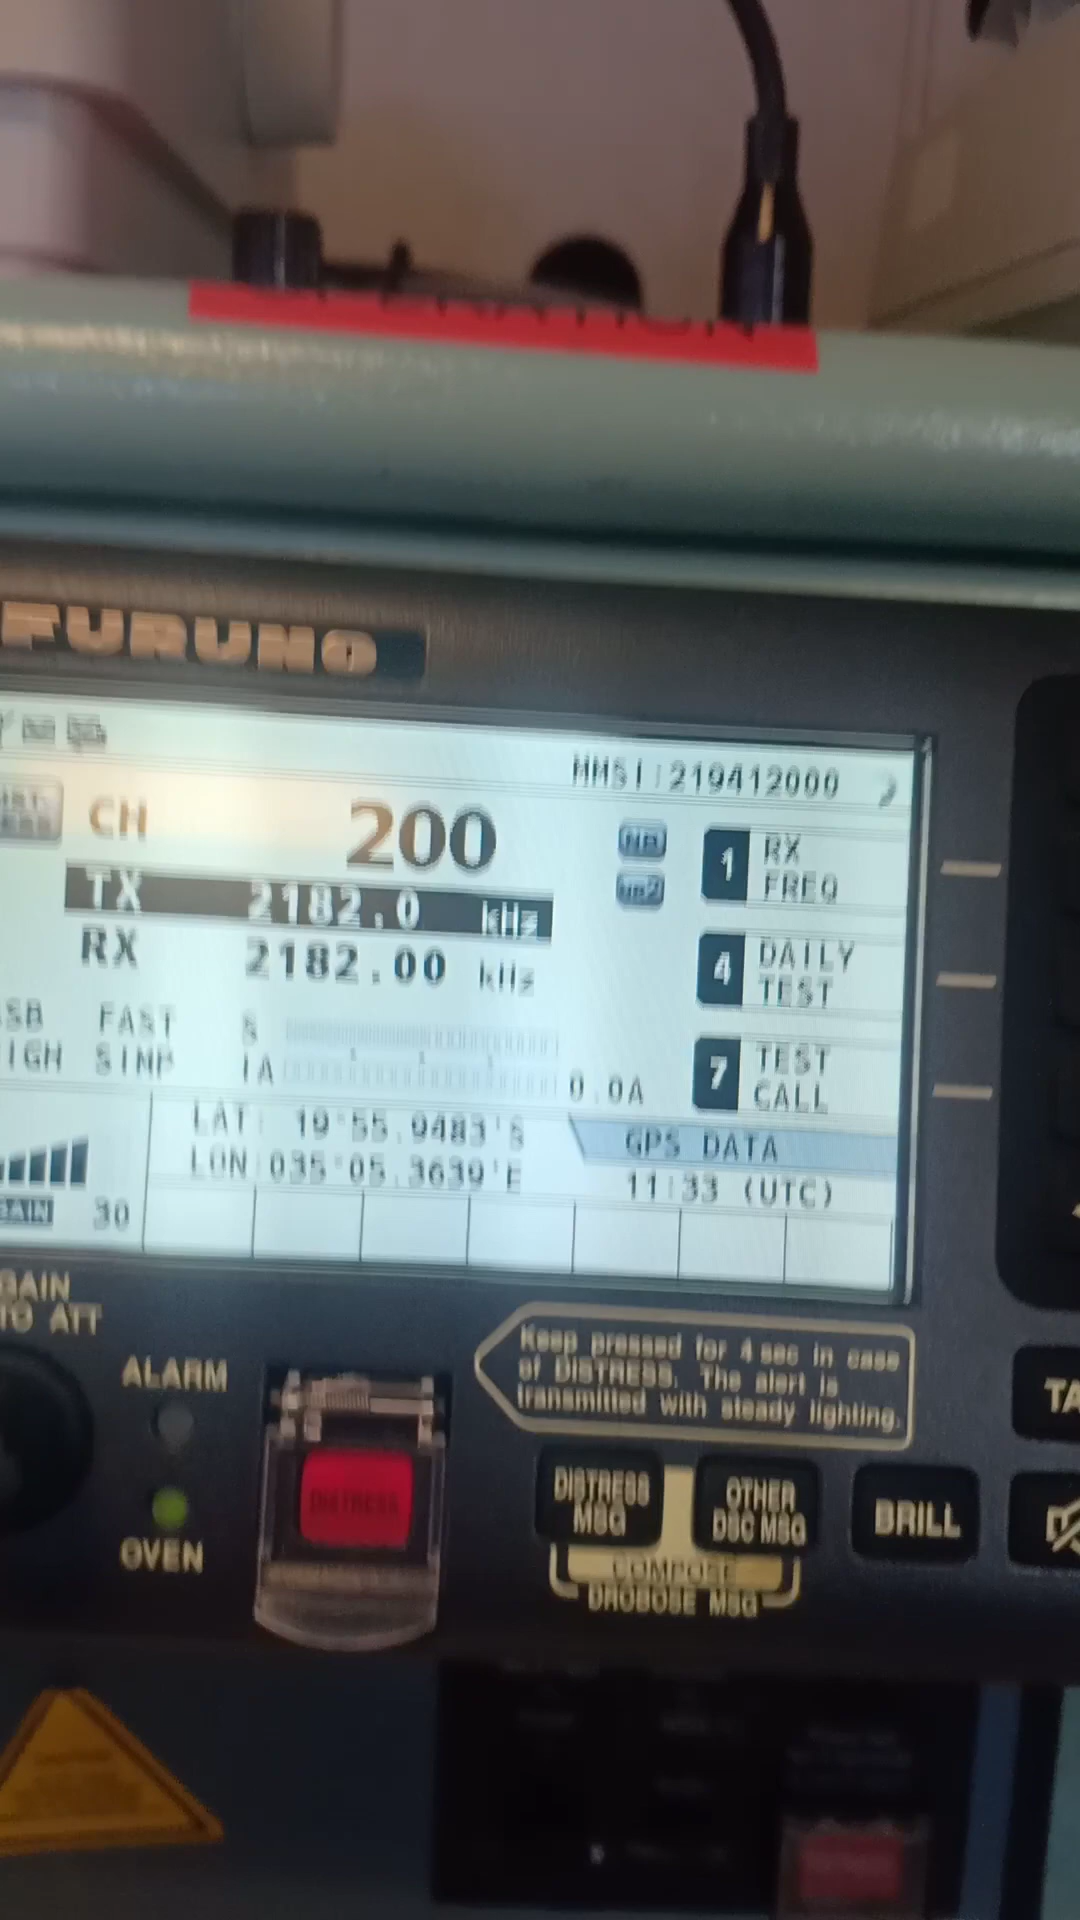 FURUNO
MMSI:219412000
CH 200
TX 2182.0 kHz
RX 2182.00 kHz
1 RX FREQ
4 DAILY TEST
7 TEST CALL
FAST S
SIMP IA 0.0A
LAT: 19°55.9483'S
LON:035°05.3639'E
GPS DATA
11:33 (UTC)
30
ALARM
OVEN
Keep pressed for 4 sec in case
of DISTRESS. The alert is
transmitted with steady lighting.
DISTRESS
DISTRESS MSG
OTHER DSC MSG
BRILL
COMPOSE